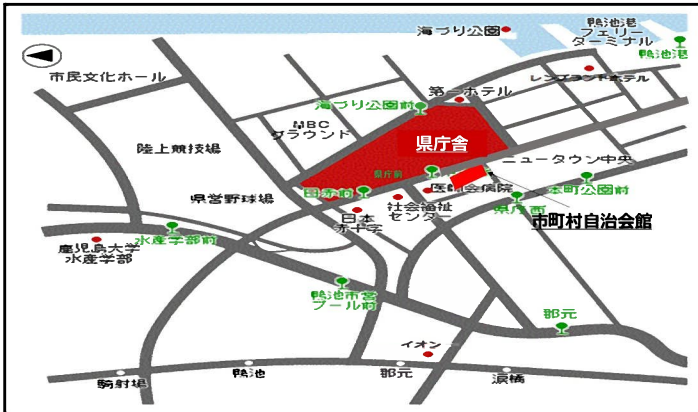 海づり公園
鴨池港
フェリー
ターミナル
鴨池港
市民文化ホール
レンブラントホテル
第一ホテル
海づり公園前
MBC
グラウンド
県庁舎
陸上競技場
ニュータウン中央
県庁前
日赤前
医師会病院
本町公園前
県営野球場
社会福祉
センター
県庁西
日本
赤十字
市町村自治会館
水産学部前
鹿児島大学
水産学部
鴨池市営
プール前
郡元
イオン
騎射場
鴨池
郡元
涙橋